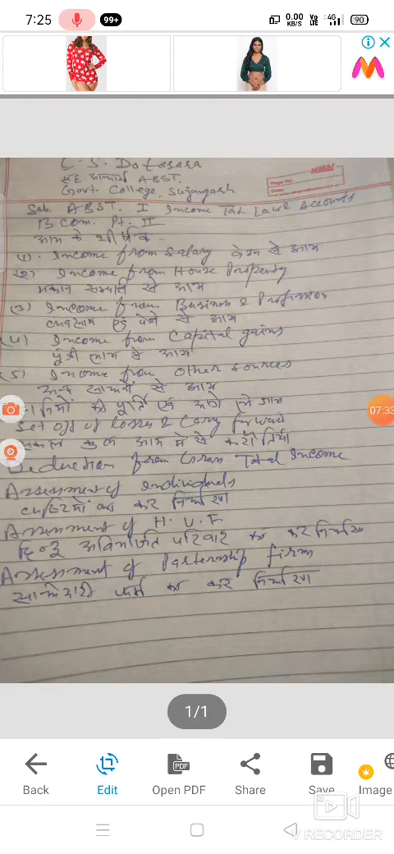 7:25
99+
0.00
KB/S
Vo
LTE
4G
90
C. S. Dotasara
सह आचार्य ABST.
Govt. College, Sujangarh
Sub. ABST. I Income Tax Law & Accounts
B.Com. Pt. II
आय के शीर्षक
(1). Income from Salary वेतन से आय
(2) Income from House Property
मकान सम्पत्ति से आय
(3) Income from Business & Profession
व्यवसाय एवं पेशे से आय
(4) Income from Capital gains
पूंजी लाभ से आय
(5) Income from Other Sources
अन्य साधनों से आय
की पूर्ति एवं आगे ले जाना
Set off of losses & Carry forward
सकल कुल आय में से कटौतियां
Deduction from Gross Total Income
Assessment of Individuals
व्यक्तियों का कर निर्धारण
Assessment of H. U. F.
हिन्दू अविभाजित परिवार का कर निर्धारण
Assessment of Partnership firm
साझेदारी फर्म का कर निर्धारण
07:33
1/1
Back
Edit
Open PDF
Share
Save
Image
V RECORDER